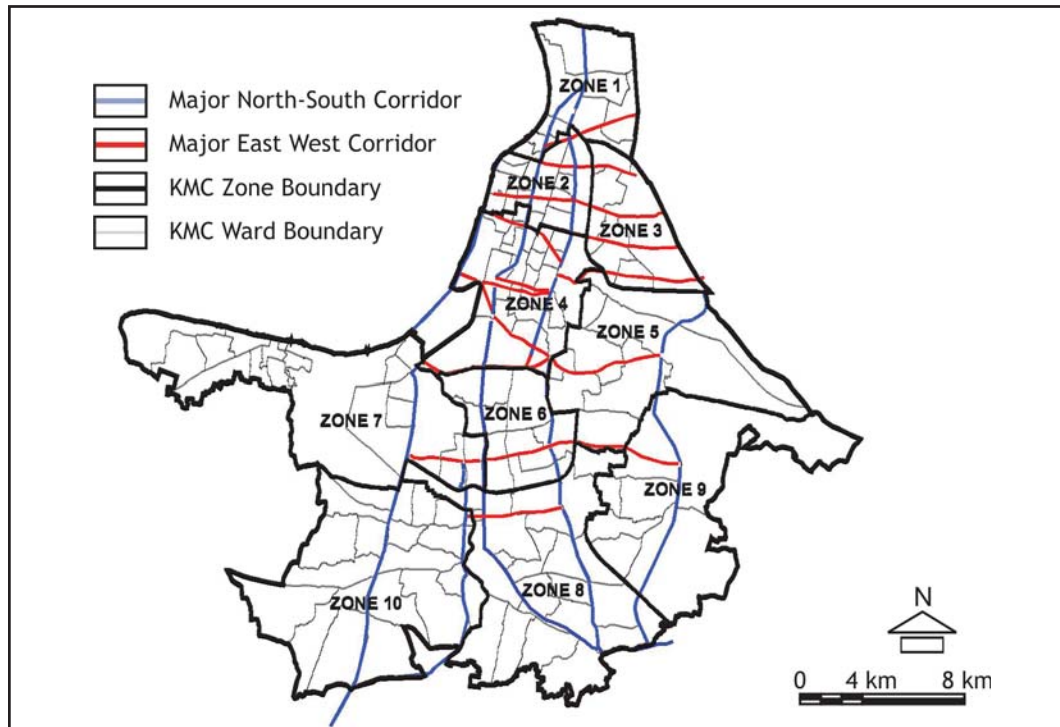 Major North-South Corridor
Major East West Corridor
KMC Zone Boundary
KMC Ward Boundary
ZONE 1
ZONE 2
ZONE 3
ZONE 4
ZONE 5
ZONE 6
ZONE 7
ZONE 9
ZONE 8
ZONE 10
N
0 4 km 8 km